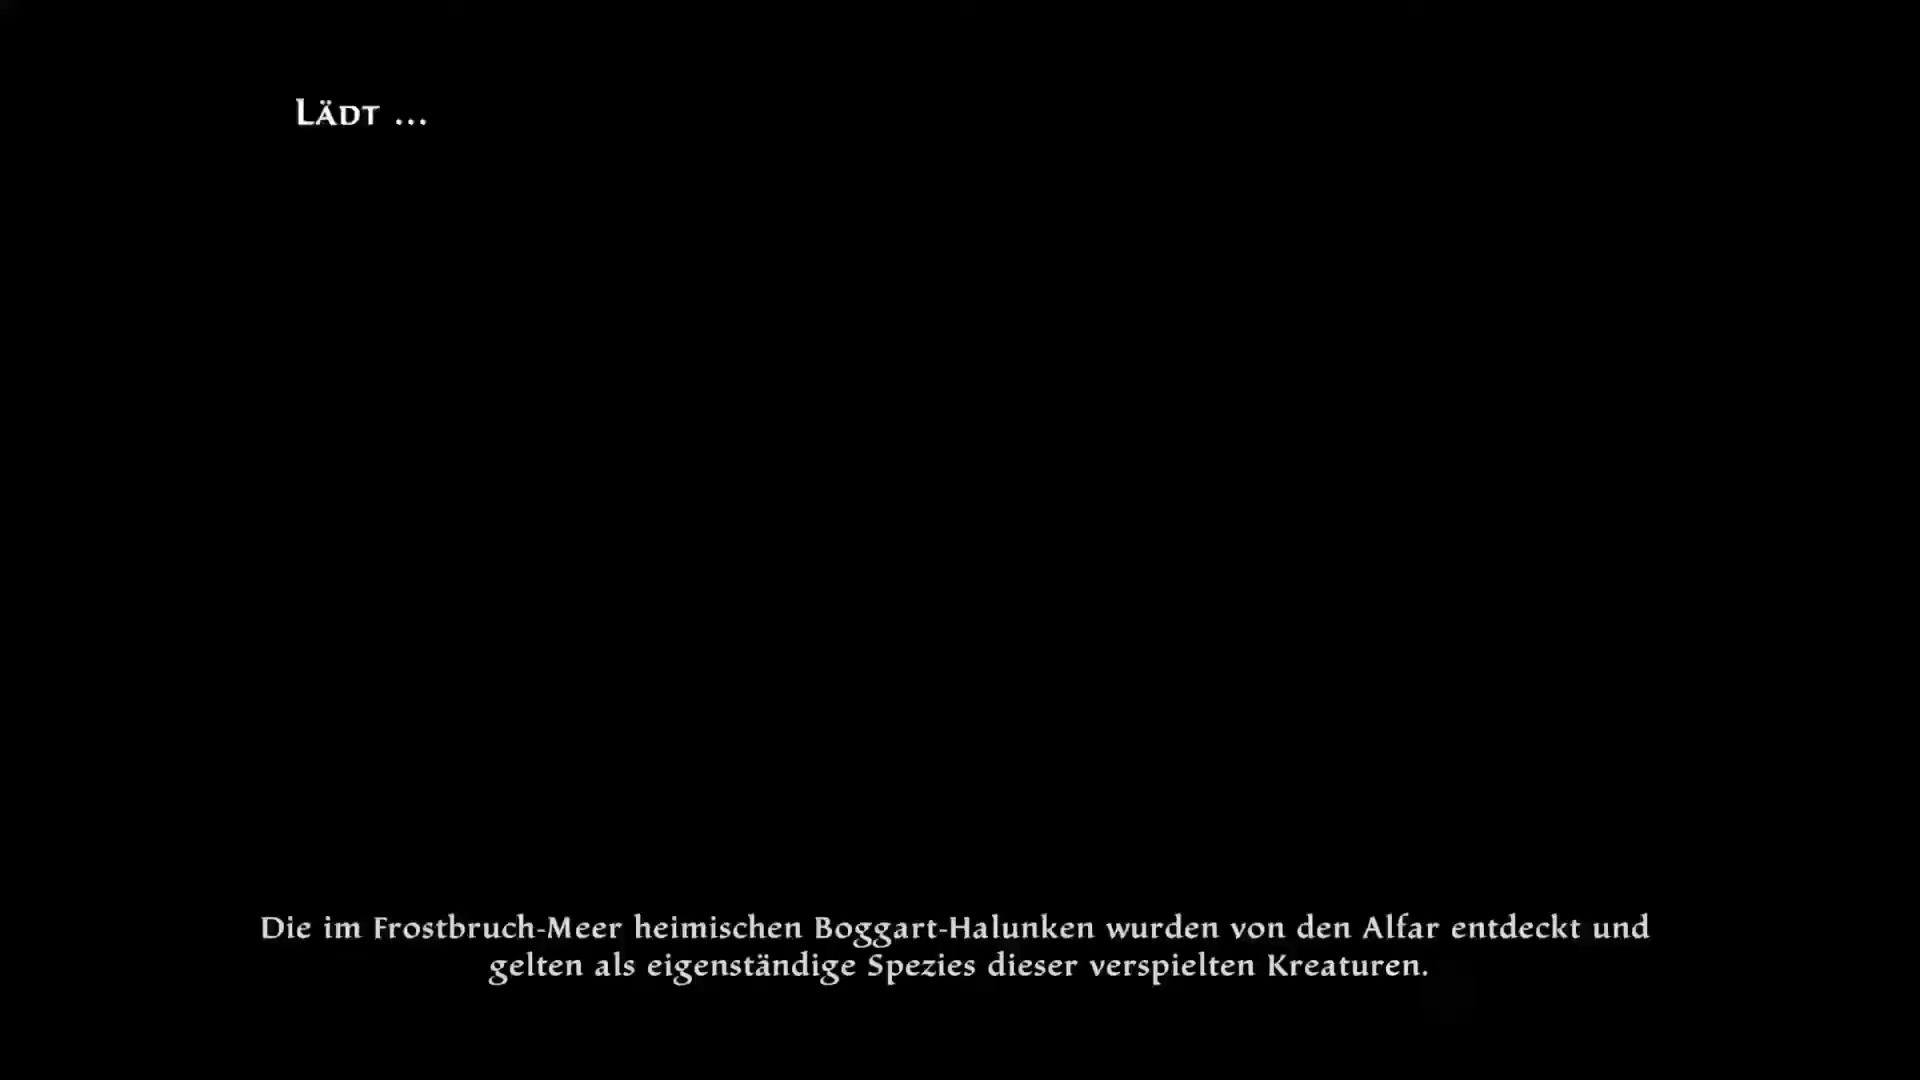 Lädt ...
Die im Frostbruch-Meer heimischen Boggart-Halunken wurden von den Alfar entdeckt und
gelten als eigenständige Spezies dieser verspielten Kreaturen.